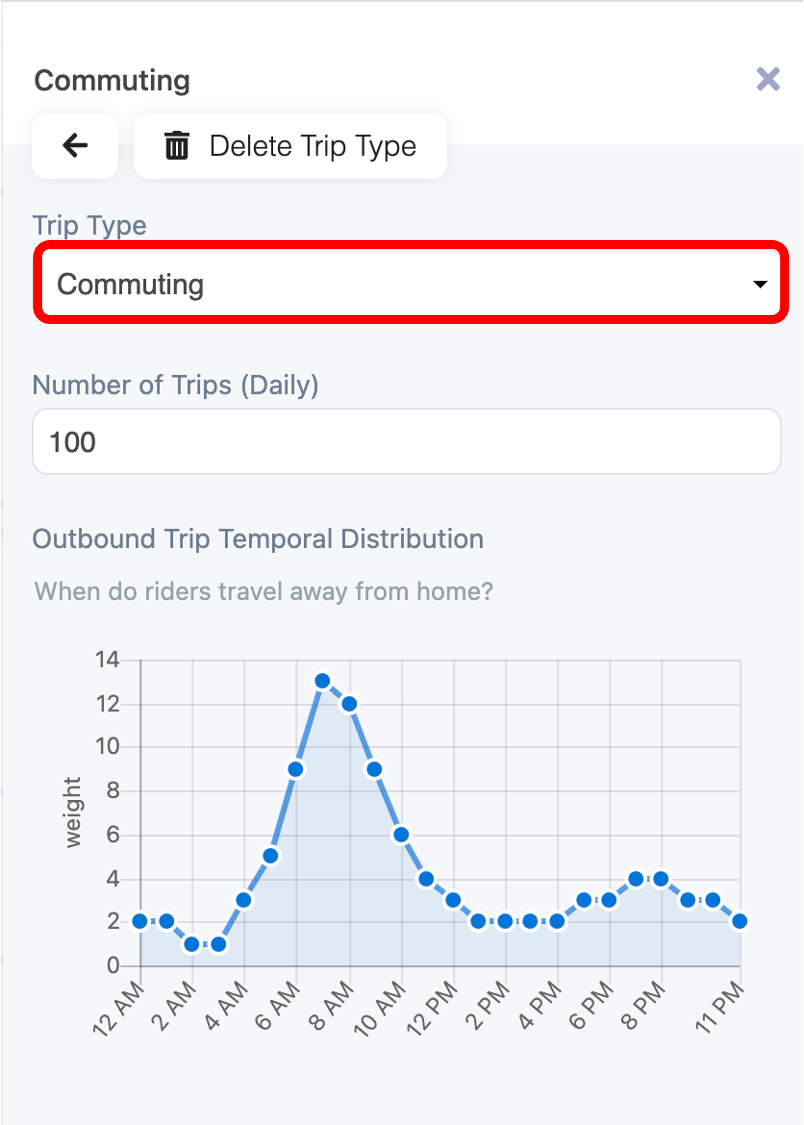 Commuting
Delete Trip Type
Trip Type
Commuting
Number of Trips (Daily)
100
Outbound Trip Temporal Distribution
When do riders travel away from home?
14
12
10
8
6
4
2
0
weight
12 AM
2 AM
4 AM
6 AM
8 AM
10 AM
12 PM
2 PM
4 PM
6 PM
8 PM
11 PM